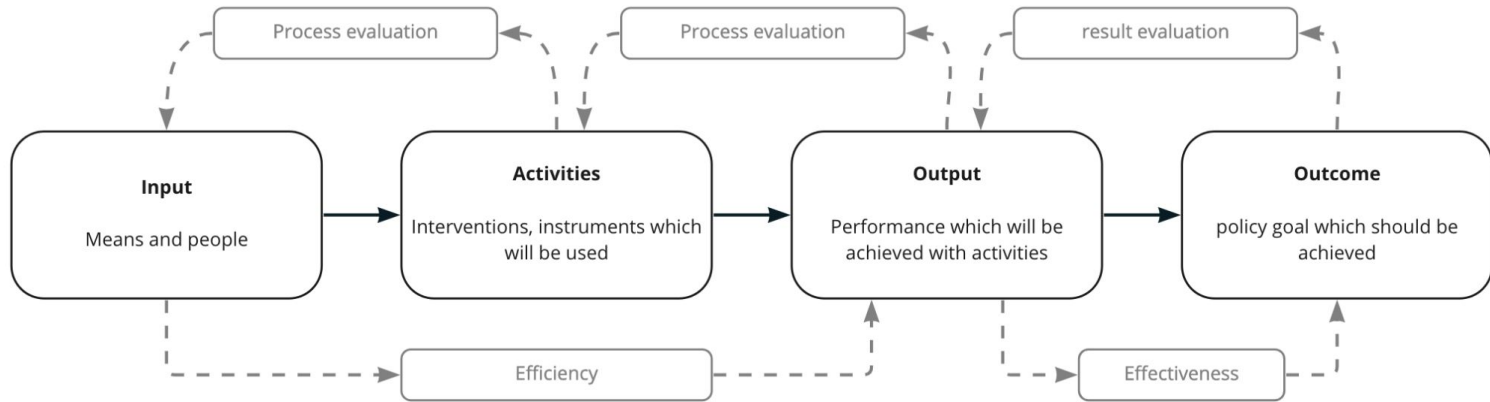 Process evaluation
Process evaluation
result evaluation
Input
Means and people
Activities
Interventions, instruments which
will be used
Output
Performance which will be
achieved with activities
Outcome
policy goal which should be
achieved
Efficiency
Effectiveness